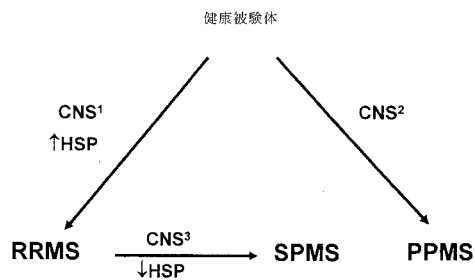 健康被験体
CNS¹
↑HSP
CNS²
RRMS
CNS³
↓HSP
SPMS
PPMS